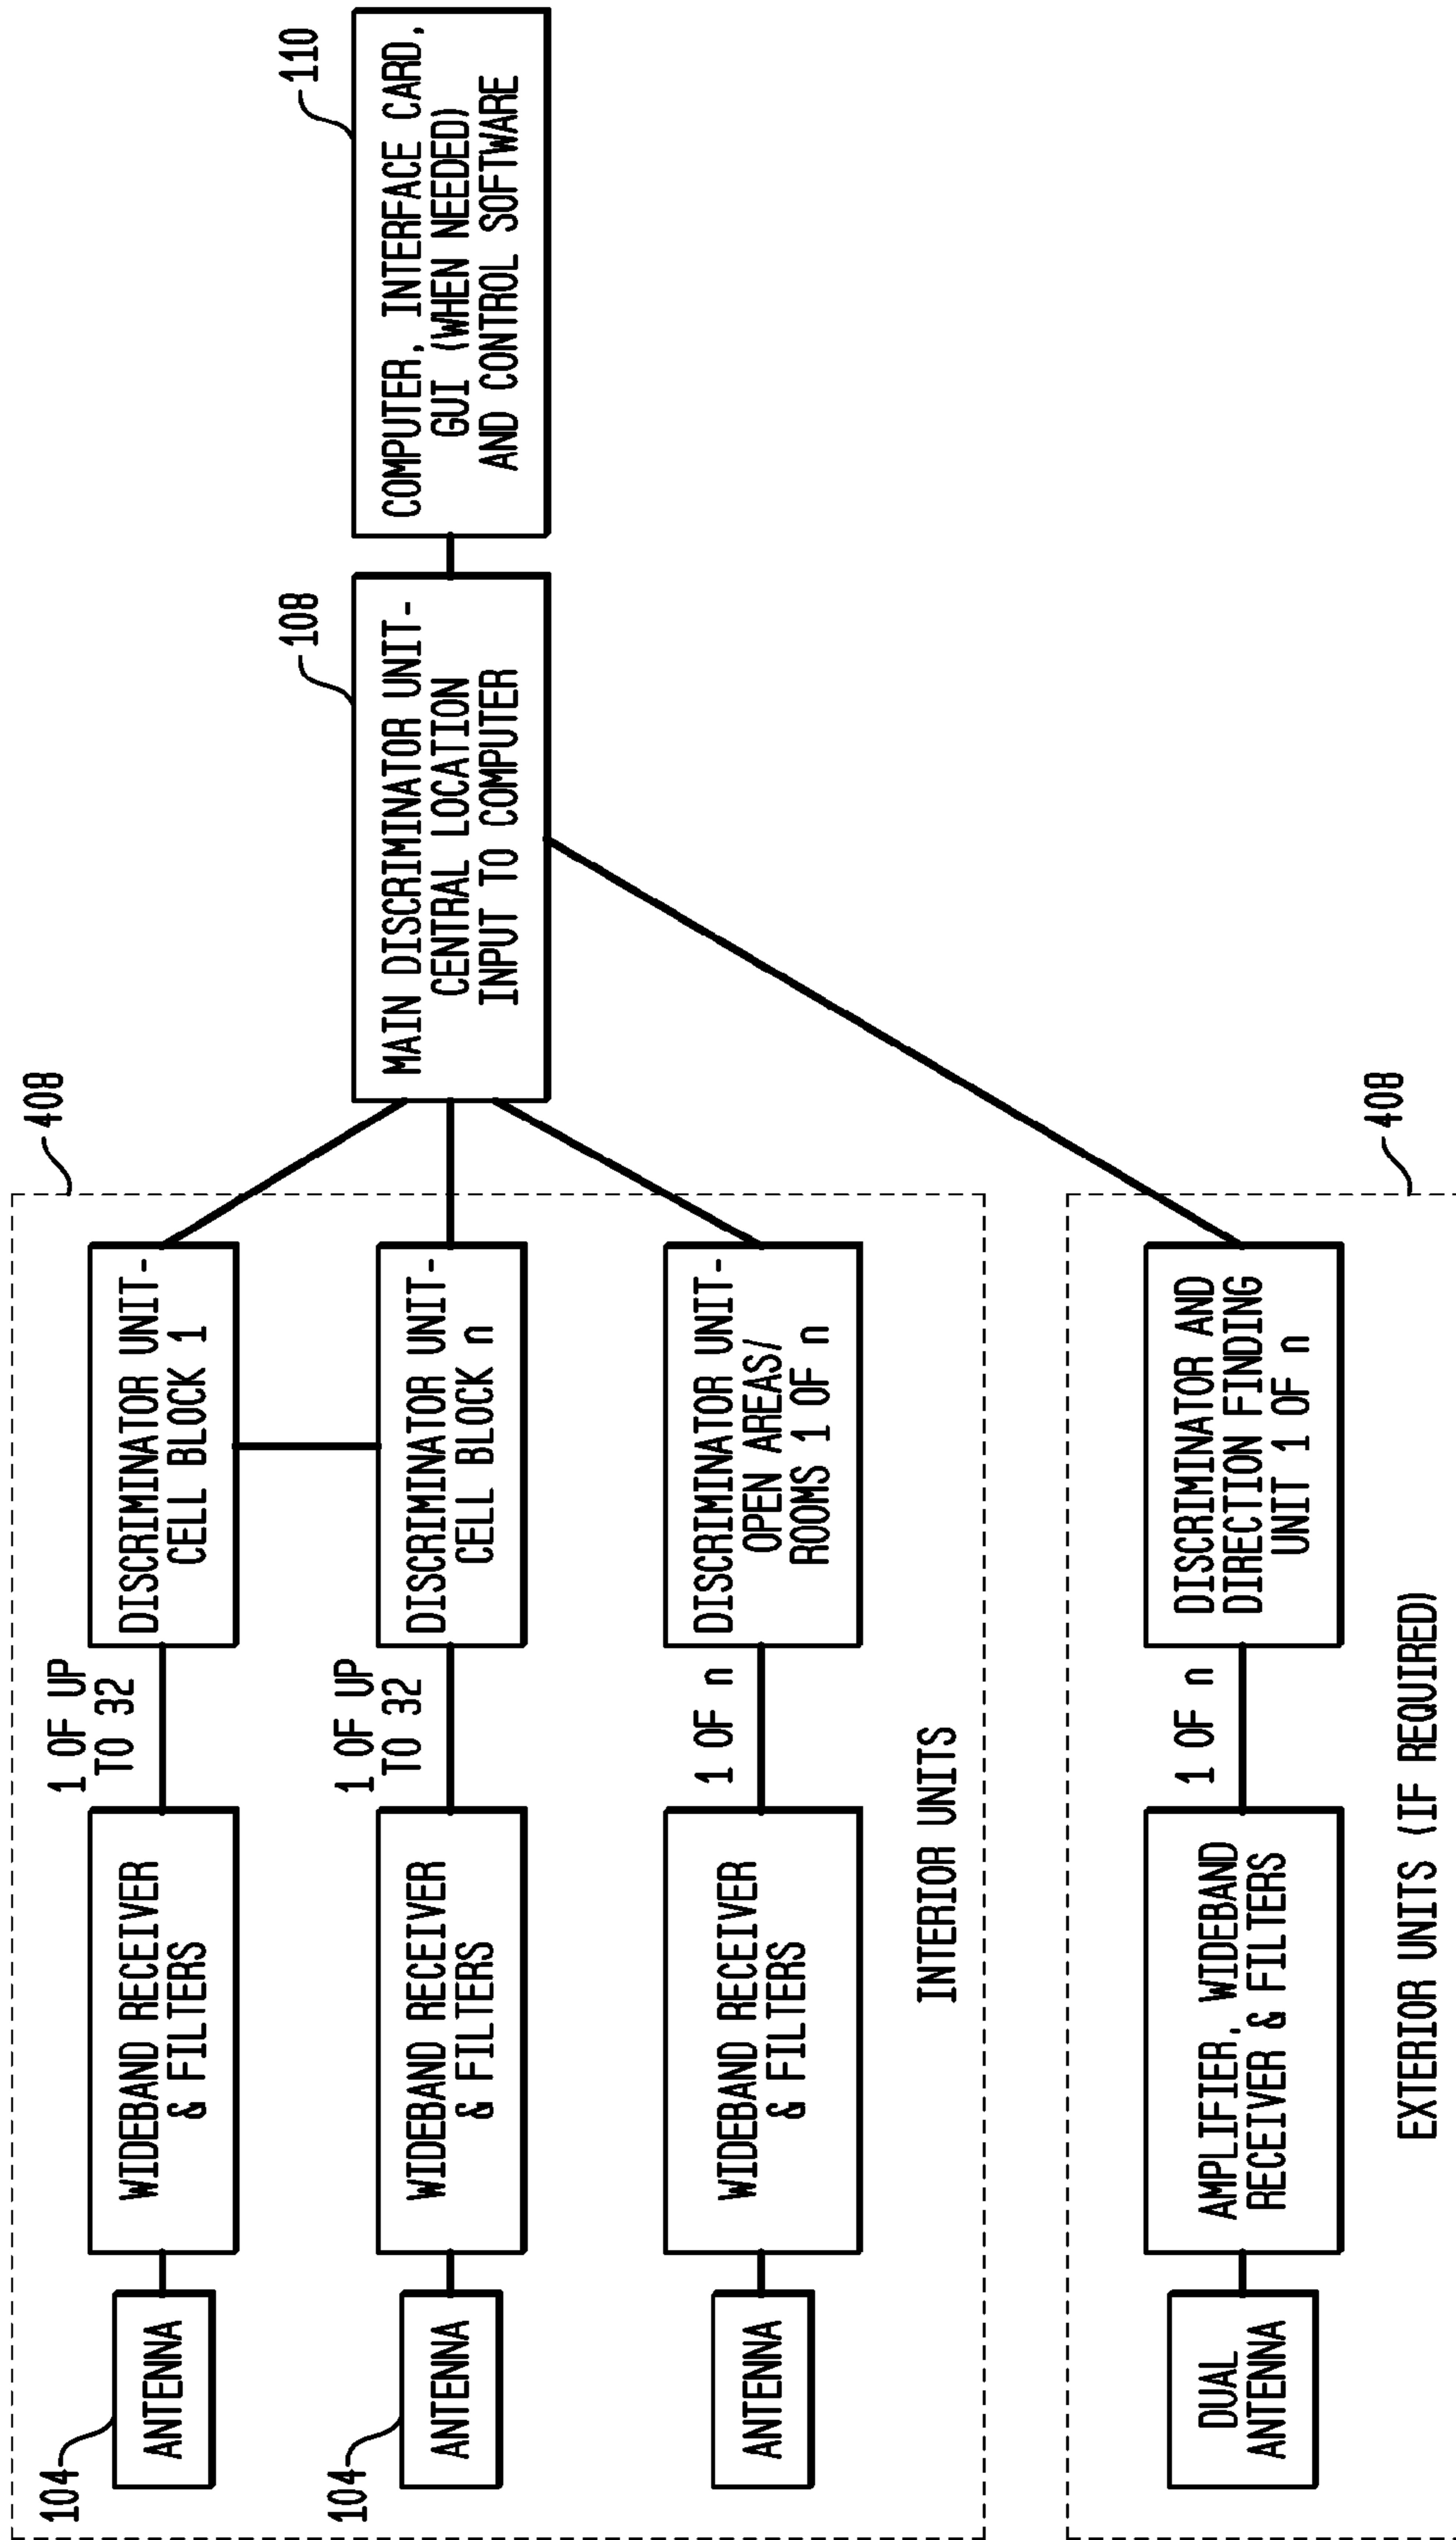 408
104
ANTENNA
WIDEBAND RECEIVER
& FILTERS
1 OF UP
TO 32
DISCRIMINATOR UNIT-
CELL BLOCK 1
104
ANTENNA
WIDEBAND RECEIVER
& FILTERS
1 OF UP
TO 32
DISCRIMINATOR UNIT-
CELL BLOCK n
108
MAIN DISCRIMINATOR UNIT-
CENTRAL LOCATION
INPUT TO COMPUTER
110
COMPUTER, INTERFACE CARD,
GUI (WHEN NEEDED)
AND CONTROL SOFTWARE
ANTENNA
WIDEBAND RECEIVER
& FILTERS
1 OF n
DISCRIMINATOR UNIT-
OPEN AREAS/
ROOMS 1 OF n
INTERIOR UNITS
408
DUAL
ANTENNA
AMPLIFIER, WIDEBAND
RECEIVER & FILTERS
1 OF n
DISCRIMINATOR AND
DIRECTION FINDING
UNIT 1 OF n
EXTERIOR UNITS (IF REQUIRED)